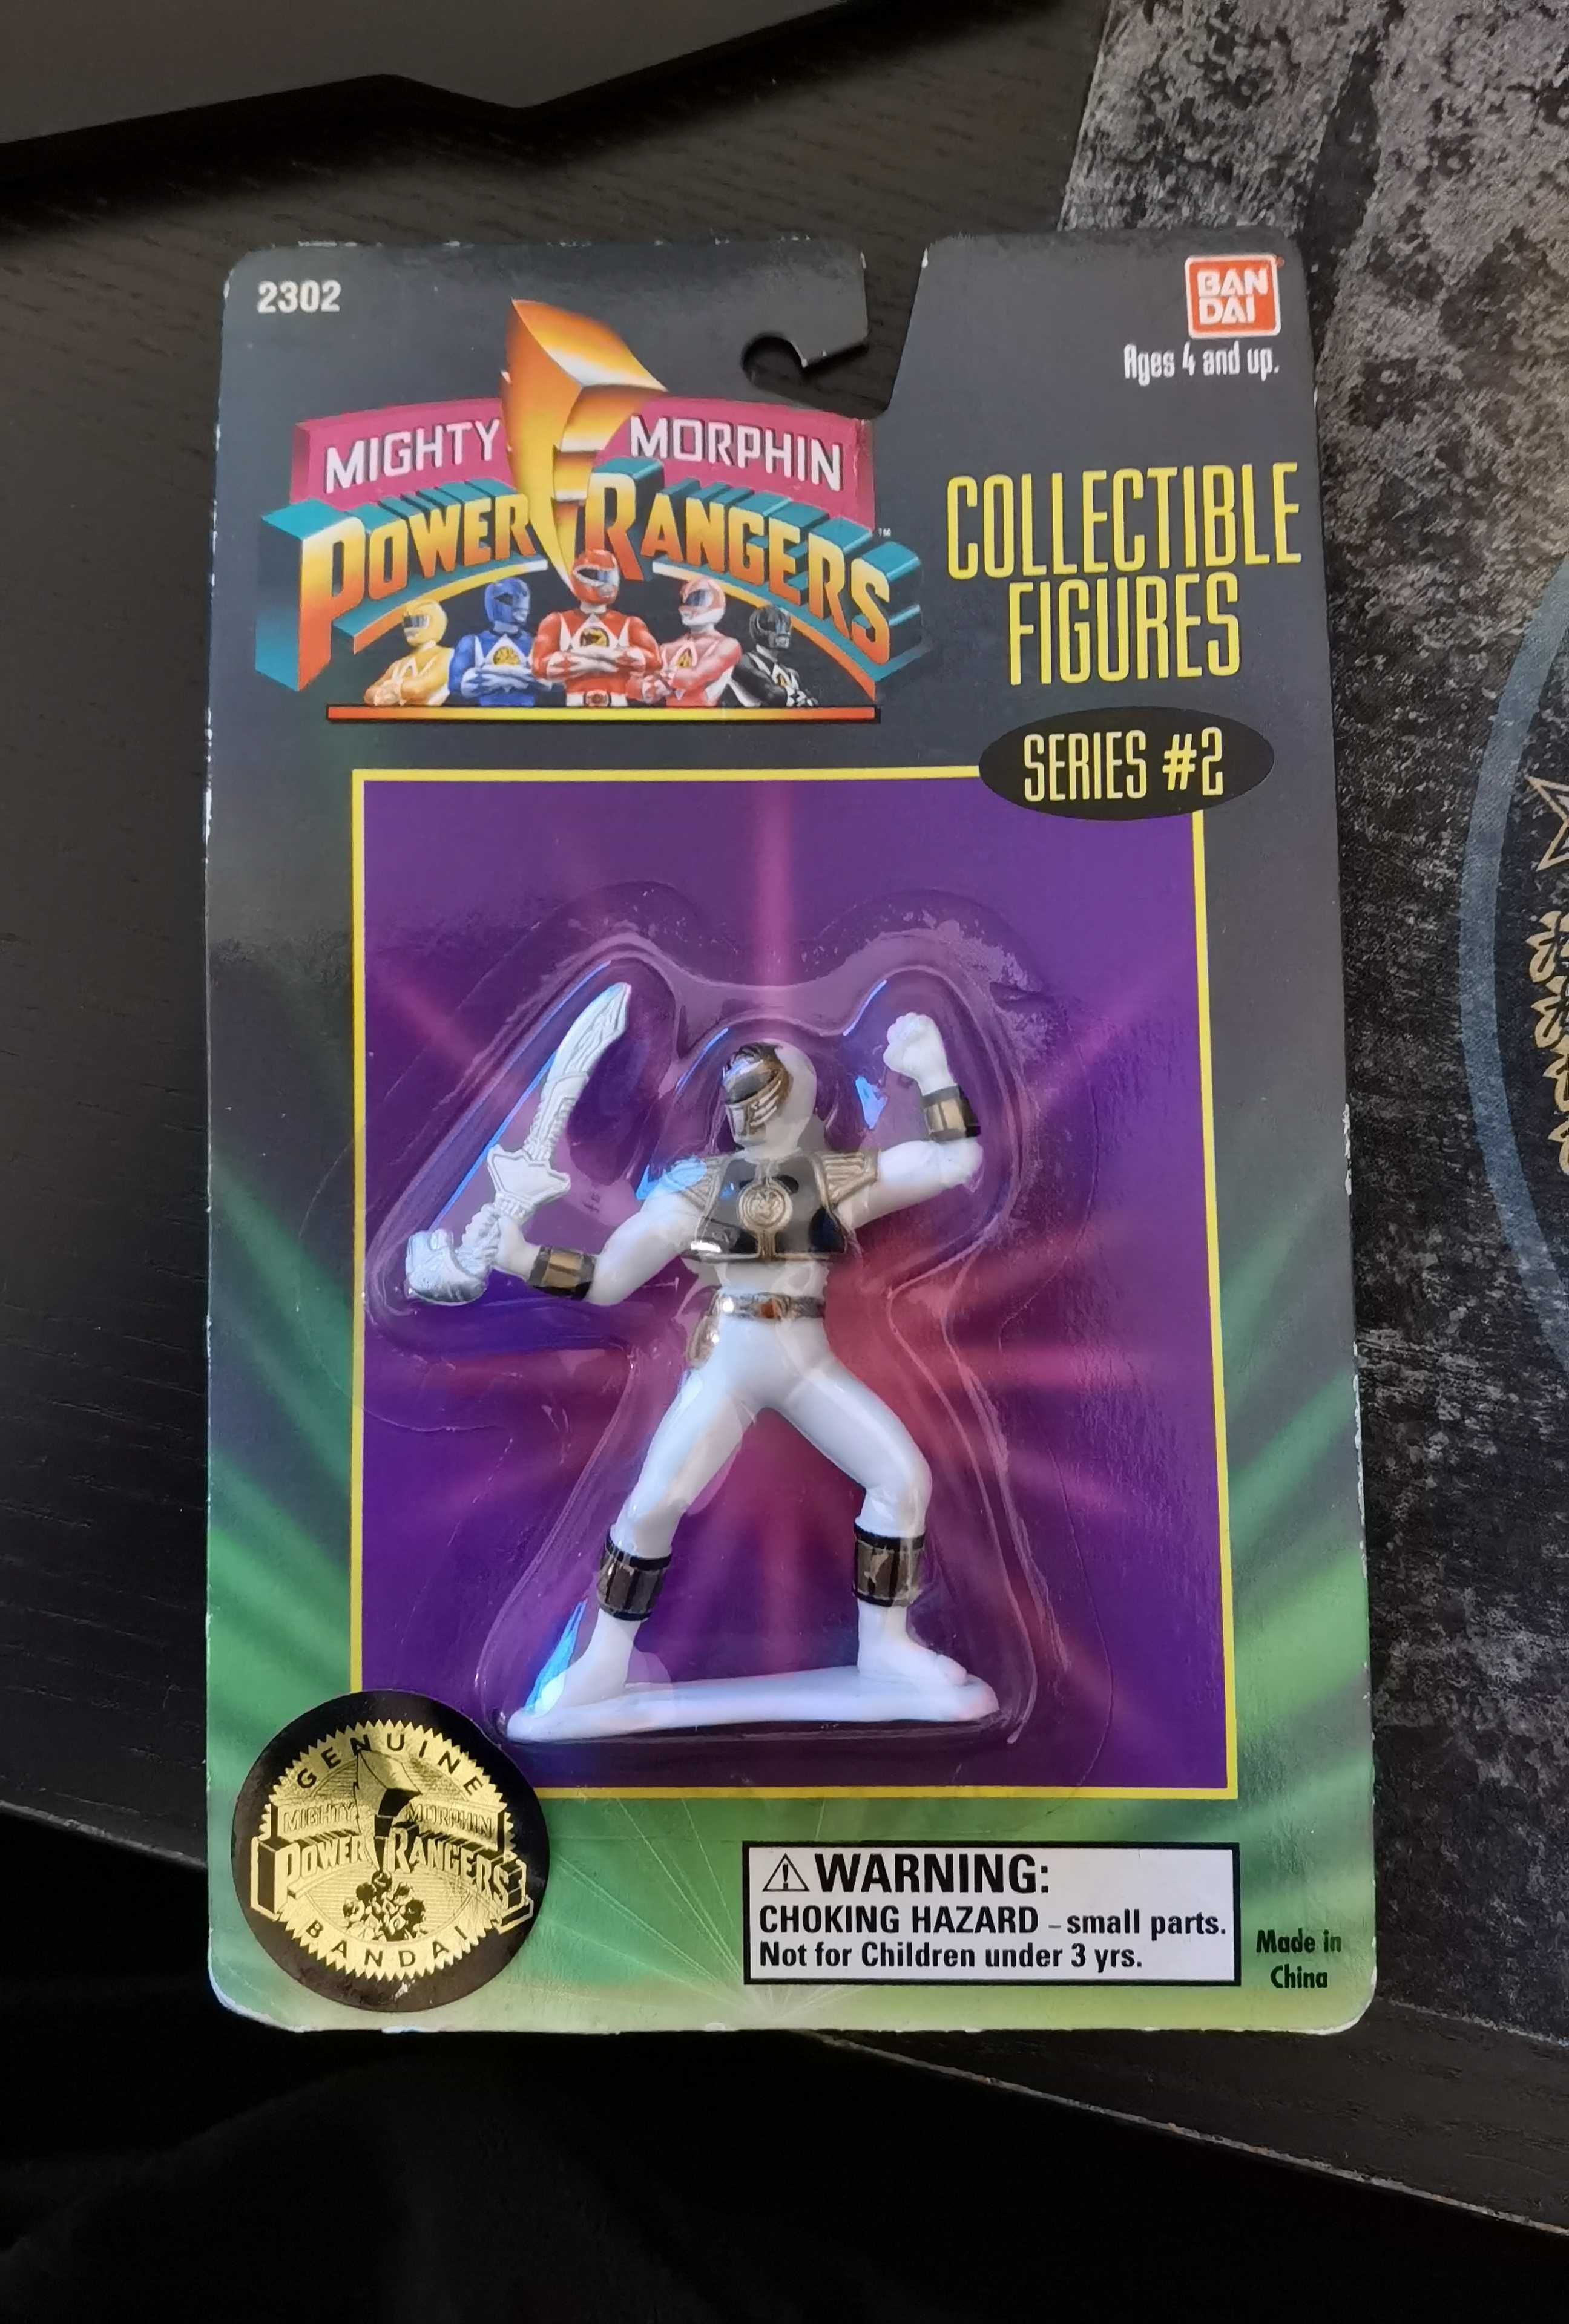 2302
BAN
DAI
Ages 4 and up.
MIGHTY MORPHIN
POWER RANGERS™
COLLECTIBLE
FIGURES
SERIES #2
GENUINE
MIGHTY MORPHIN
POWER RANGERS
BANDAI
⚠WARNING:
CHOKING HAZARD – small parts.
Not for Children under 3 yrs.
Made in
China